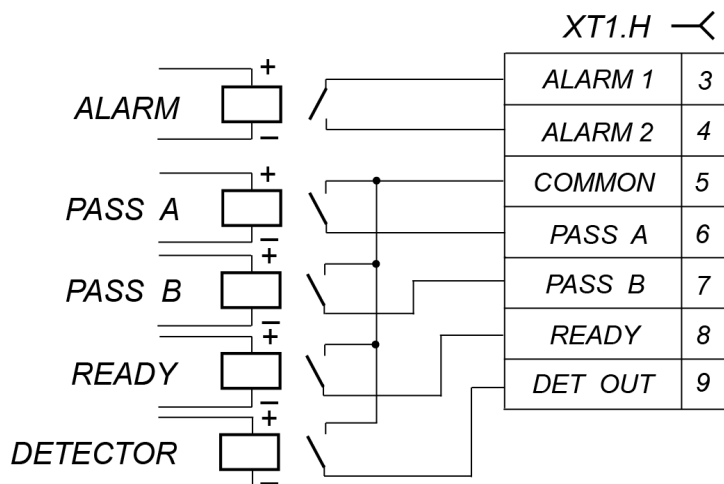 XT1.H
+
ALARM
−
ALARM 1 3
ALARM 2 4
+
PASS A
−
COMMON 5
PASS A 6
+
PASS B
−
PASS B 7
+
READY
−
READY 8
+
DETECTOR
−
DET OUT 9